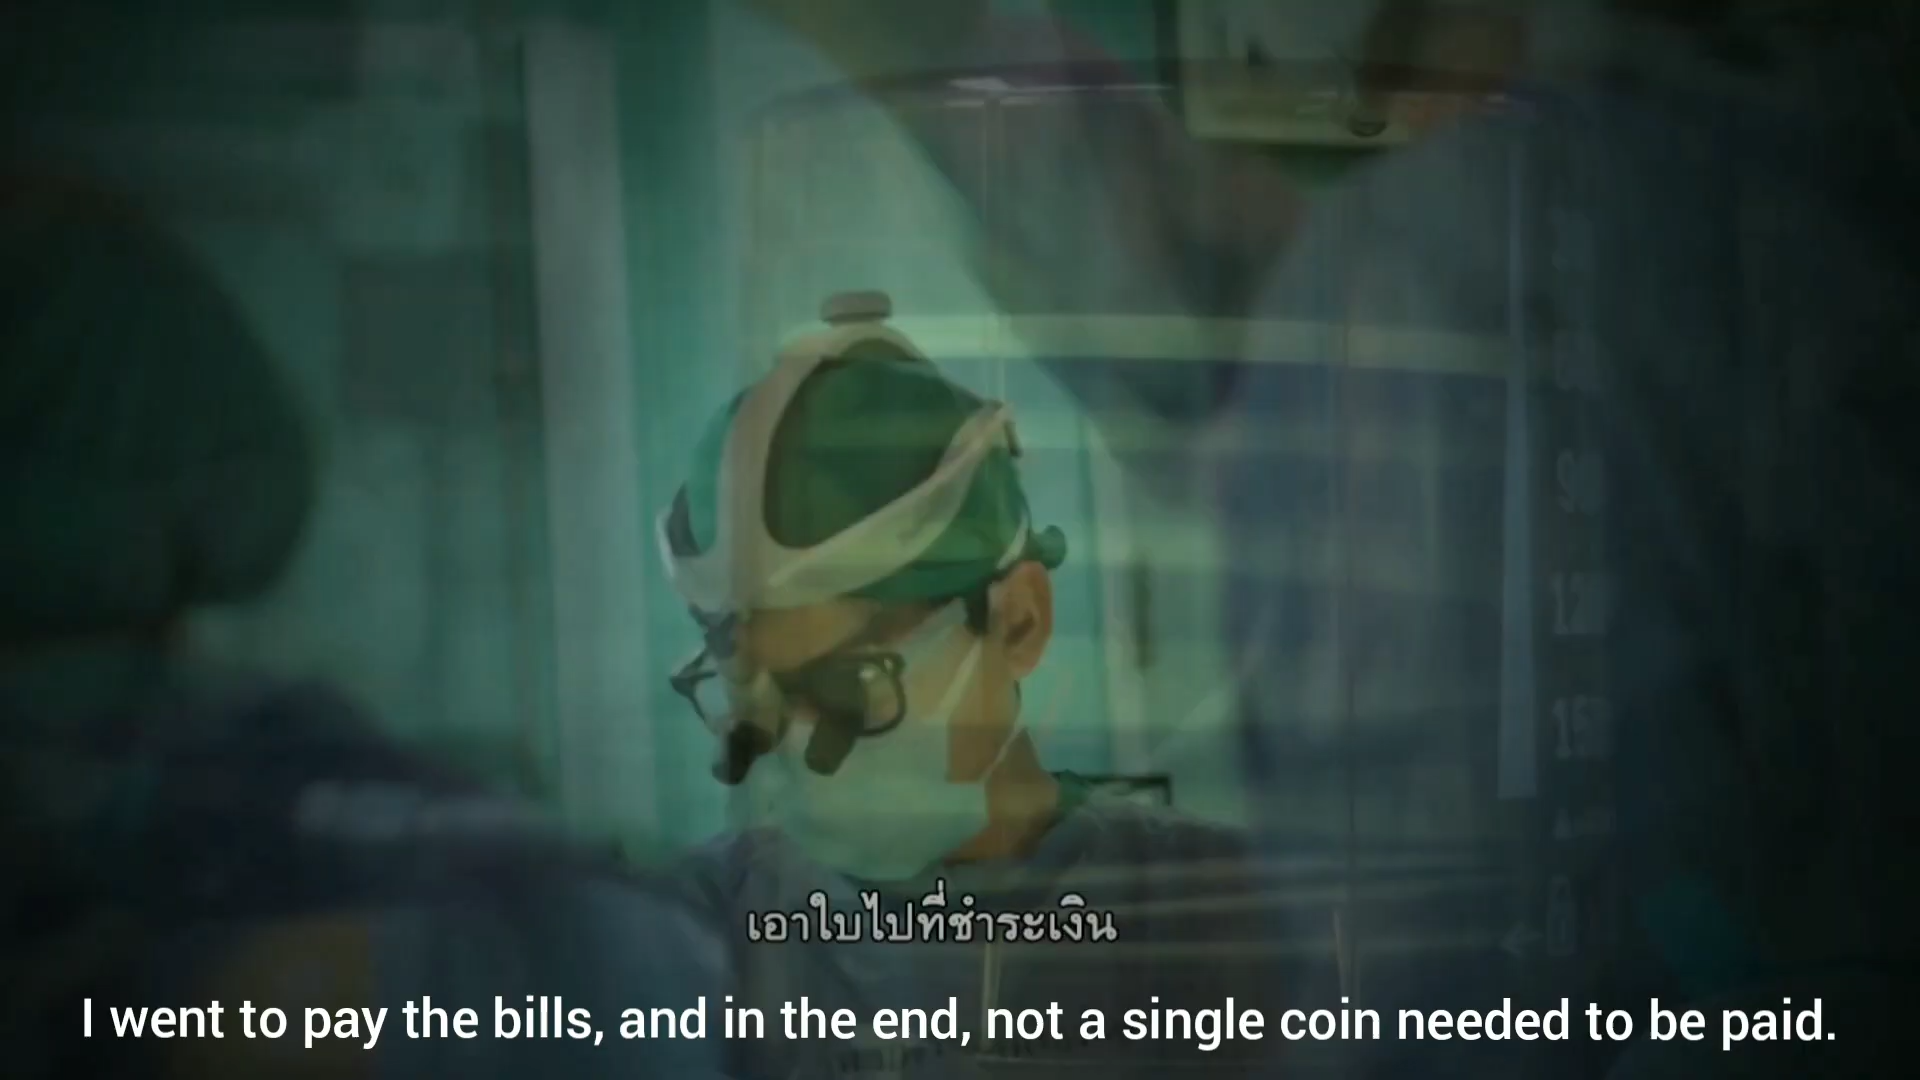 เอาใบไปที่ชำระเงิน
I went to pay the bills, and in the end, not a single coin needed to be paid.